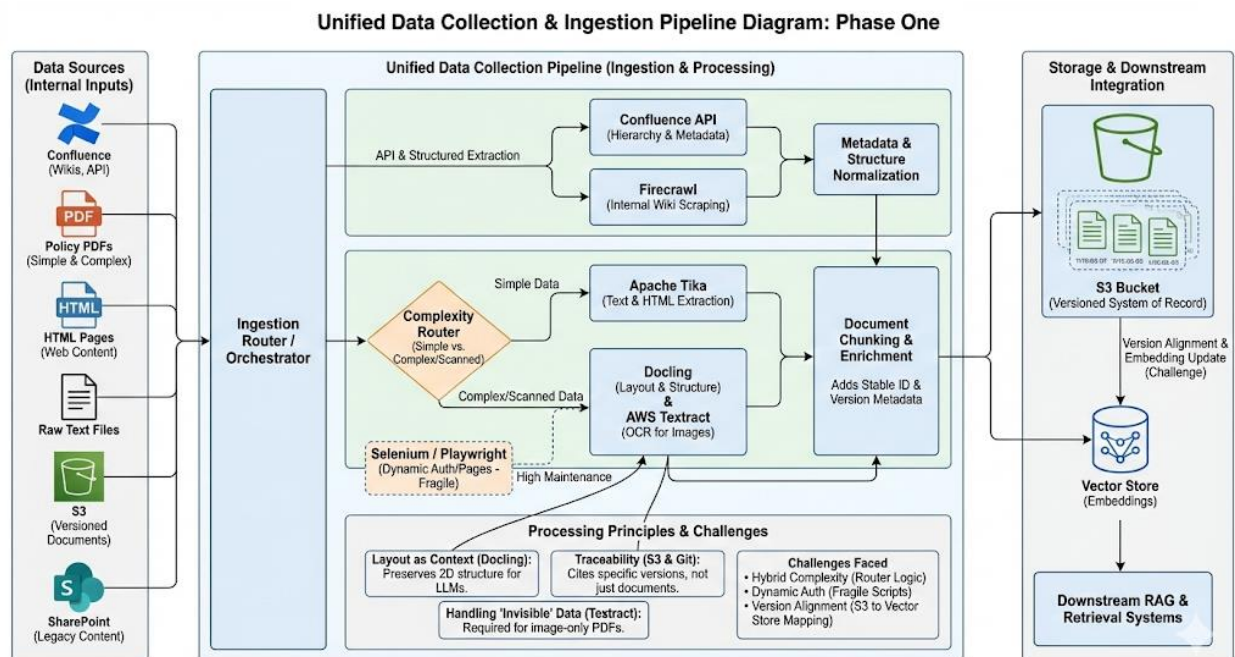 Unified Data Collection & Ingestion Pipeline Diagram: Phase One
Data Sources
(Internal Inputs)
Confluence
(Wikis, API)
PDF
Policy PDFs
(Simple & Complex)
HTML
HTML Pages
(Web Content)
Raw Text Files
S3
(Versioned
Documents)
S
SharePoint
(Legacy Content)
Unified Data Collection Pipeline (Ingestion & Processing)
Ingestion
Router /
Orchestrator
API & Structured Extraction
Confluence API
(Hierarchy & Metadata)
Firecrawl
(Internal Wiki Scraping)
Metadata &
Structure
Normalization
Complexity
Router
(Simple vs.
Complex/Scanned)
Simple Data
Complex/Scanned Data
Apache Tika
(Text & HTML Extraction)
Docling
(Layout & Structure)
&
AWS Textract
(OCR for Images)
Selenium / Playwright
(Dynamic Auth/Pages -
Fragile)
High Maintenance
Document
Chunking &
Enrichment
Adds Stable ID &
Version Metadata
Processing Principles & Challenges
Layout as Context (Docling):
Preserves 2D structure for
LLMs.
Traceability (S3 & Git):
Cites specific versions, not
just documents.
Handling 'Invisible' Data (Textract):
Required for image-only PDFs.
Challenges Faced
• Hybrid Complexity (Router Logic)
• Dynamic Auth (Fragile Scripts)
• Version Alignment (S3 to Vector
Store Mapping)
Storage & Downstream
Integration
S3 Bucket
(Versioned System of Record)
Version Alignment &
Embedding Update
(Challenge)
Vector Store
(Embeddings)
Downstream RAG &
Retrieval Systems